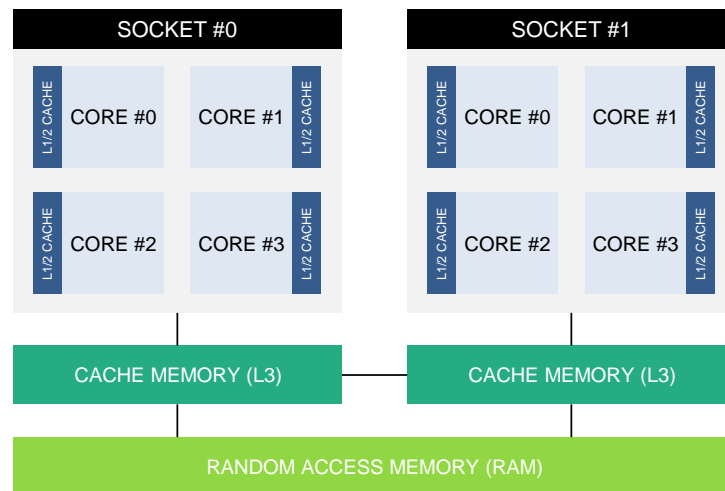 SOCKET #0
SOCKET #1
L1/2 CACHE
CORE #0
CORE #1
L1/2 CACHE
L1/2 CACHE
CORE #0
CORE #1
L1/2 CACHE
L1/2 CACHE
CORE #2
CORE #3
L1/2 CACHE
L1/2 CACHE
CORE #2
CORE #3
L1/2 CACHE
CACHE MEMORY (L3)
CACHE MEMORY (L3)
RANDOM ACCESS MEMORY (RAM)